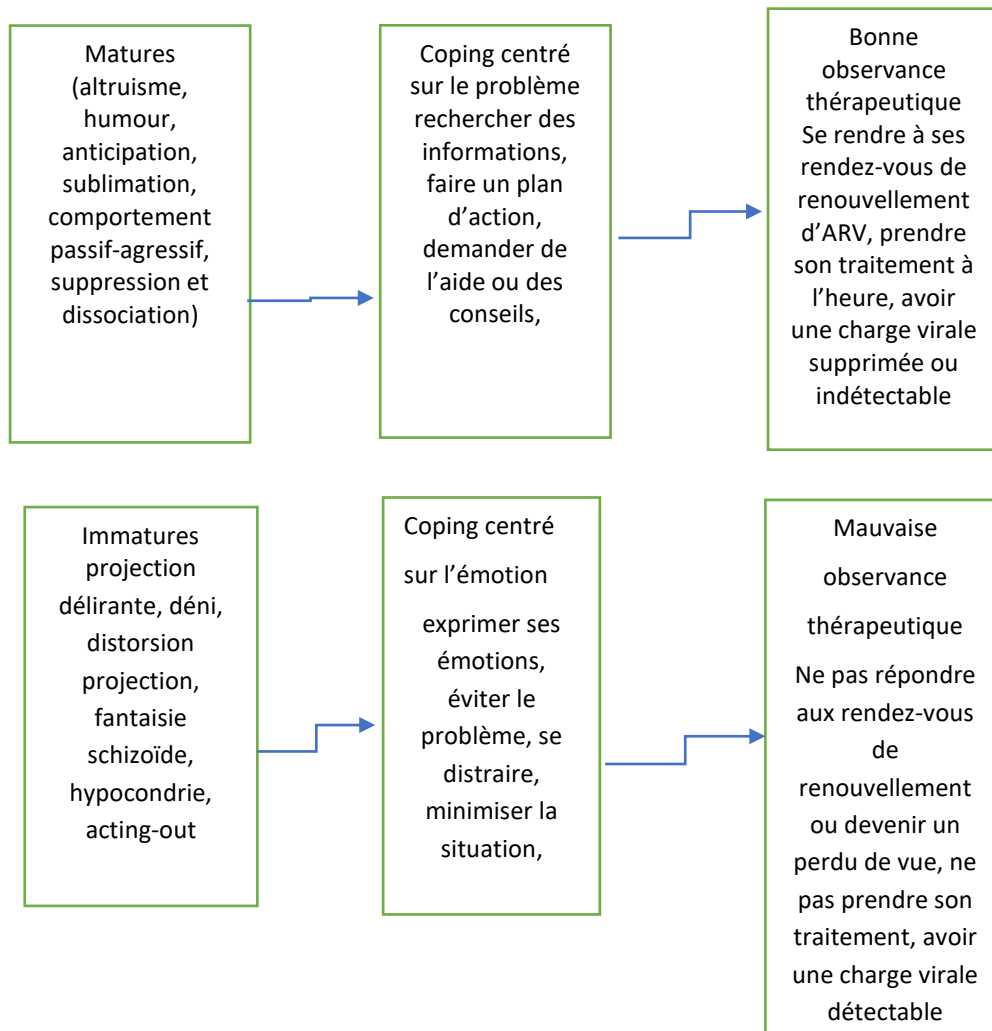 Matures
(altruisme,
humour,
anticipation,
sublimation,
comportement
passif-agressif,
suppression et
dissociation)
Coping centré
sur le problème
rechercher des
informations,
faire un plan
d’action,
demander de
l’aide ou des
conseils,
Bonne
observance
thérapeutique
Se rendre à ses
rendez-vous de
renouvellement
d’ARV, prendre
son traitement à
l’heure, avoir
une charge virale
supprimée ou
indétectable
Immatures
projection
délirante, déni,
distorsion
projection,
fantaisie
schizoïde,
hypocondrie,
acting-out
Coping centré
sur l’émotion
exprimer ses
émotions,
éviter le
problème, se
distraire,
minimiser la
situation,
Mauvaise
observance
thérapeutique
Ne pas répondre
aux rendez-vous
de
renouvellement
ou devenir un
perdu de vue, ne
pas prendre son
traitement, avoir
une charge virale
détectable